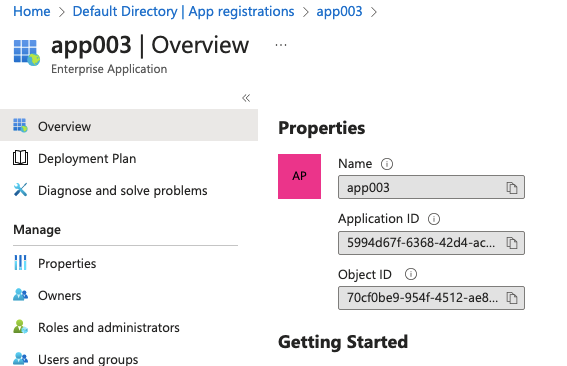 Home > Default Directory | App registrations > app003 >
app003 | Overview ...
Enterprise Application
«
Overview
Deployment Plan
Diagnose and solve problems
Manage
Properties
Owners
Roles and administrators
Users and groups
Properties
AP
Name
app003
Application ID
5994d67f-6368-42d4-ac...
Object ID
70cf0be9-954f-4512-ae8...
Getting Started